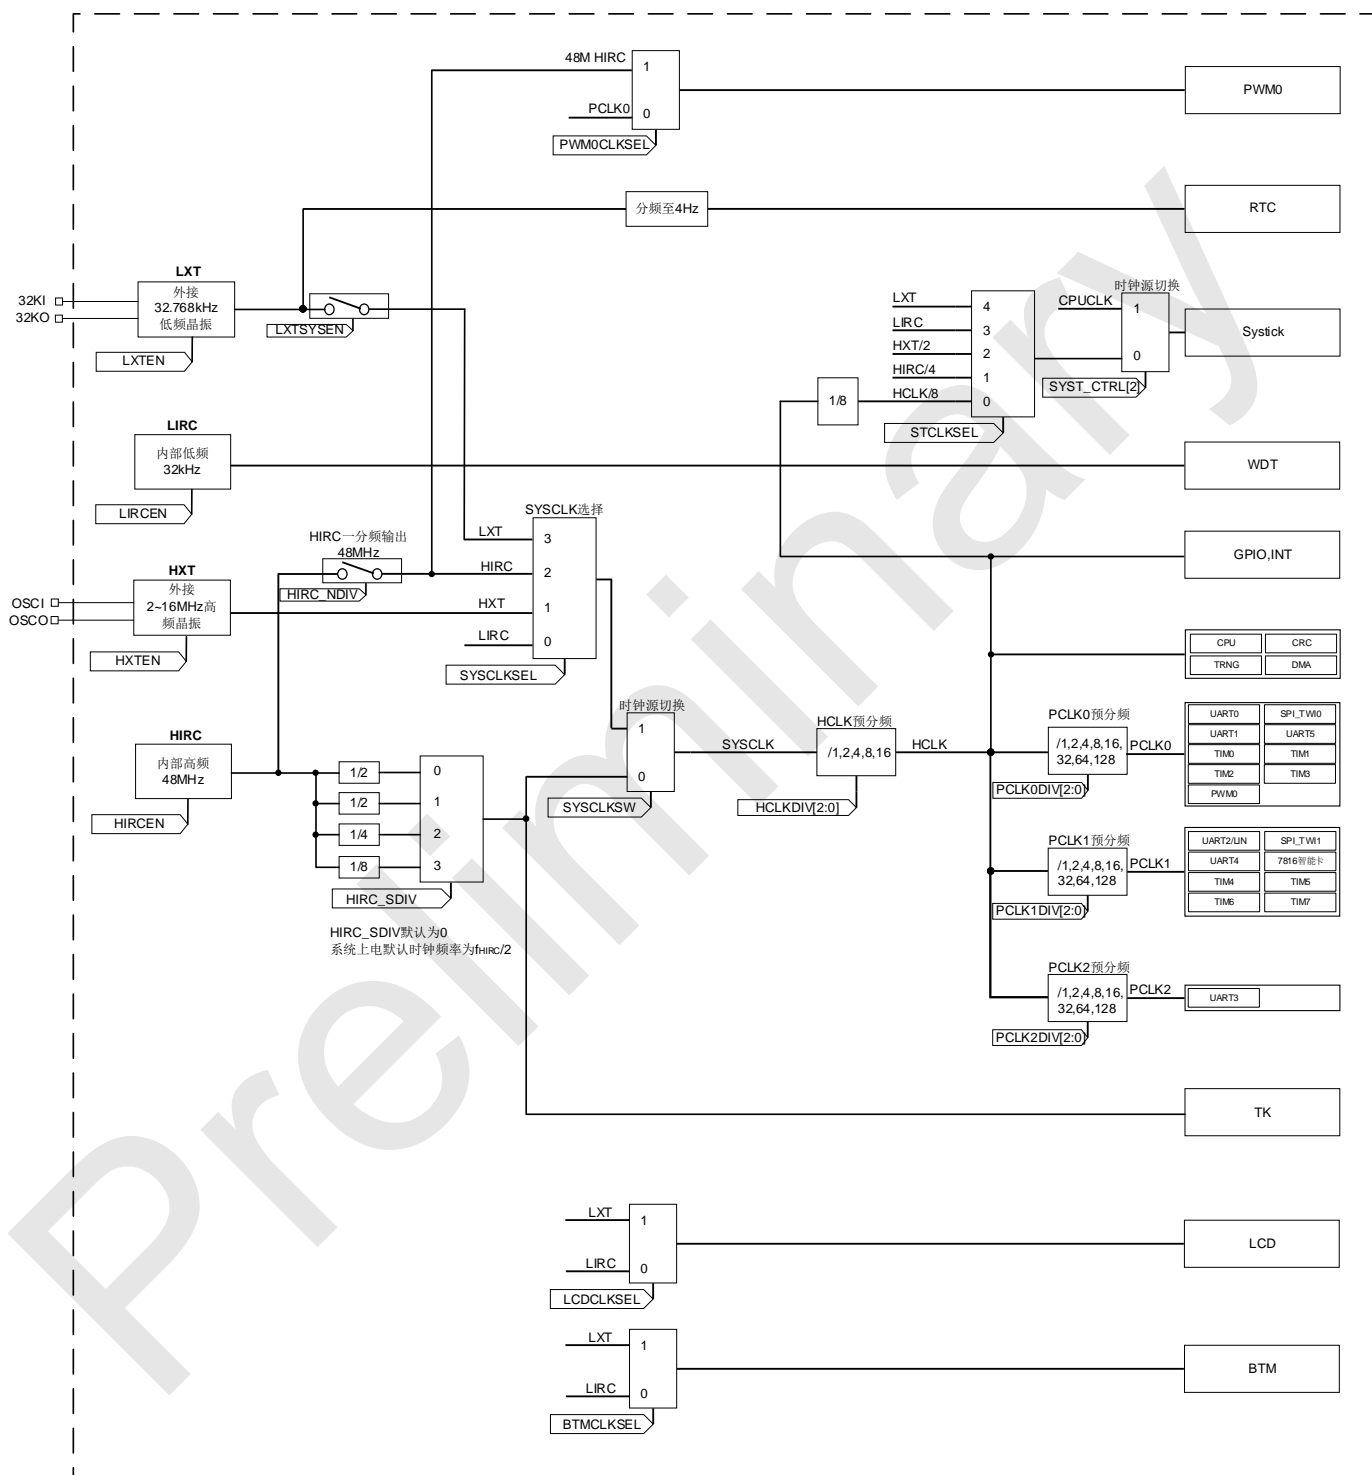 48M HIRC
1
PCLK0
0
PWM0CLKSEL
PWM0
分频至4Hz
RTC
LXT
外接
32.768kHz
低频晶振
32KI
32KO
LXTEN
LXTSYSEN
LXT
LIRC
HXT/2
HIRC/4
HCLK/8
1/8
4
3
2
1
0
STCLKSEL
时钟源切换
CPUCLK
1
0
SYST_CTRL[2]
Systick
LIRC
内部低频
32kHz
LIRCEN
WDT
SYSCLK选择
LXT
3
HIRC
2
HXT
1
LIRC
0
SYSCLKSEL
HIRC一分频输出
48MHz
HIRC_NDIV
GPIO,INT
HXT
外接
2~16MHz高
频晶振
OSCI
OSCO
HXTEN
CPU
CRC
TRNG
DMA
时钟源切换
1
0
SYSCLKSW
SYSCLK
HCLK预分频
/1,2,4,8,16
HCLKDIV[2:0]
HCLK
PCLK0预分频
/1,2,4,8,16,
32,64,128
PCLK0
PCLK0DIV[2:0]
UART0
SPI_TWI0
UART1
UART5
TIM0
TIM1
TIM2
TIM3
PWM0
HIRC
内部高频
48MHz
HIRCEN
1/2
0
1/2
1
1/4
2
1/8
3
HIRC_SDIV
HIRC_SDIV默认为0
系统上电默认时钟频率为fHIRC/2
PCLK1预分频
/1,2,4,8,16,
32,64,128
PCLK1
PCLK1DIV[2:0]
UART2/LIN
SPI_TWI1
UART4
7816智能卡
TIM4
TIM5
TIM6
TIM7
PCLK2预分频
/1,2,4,8,16,
32,64,128
PCLK2
PCLK2DIV[2:0]
UART3
TK
LXT
1
LIRC
0
LCDCLKSEL
LCD
LXT
1
LIRC
0
BTMCLKSEL
BTM
Preliminary